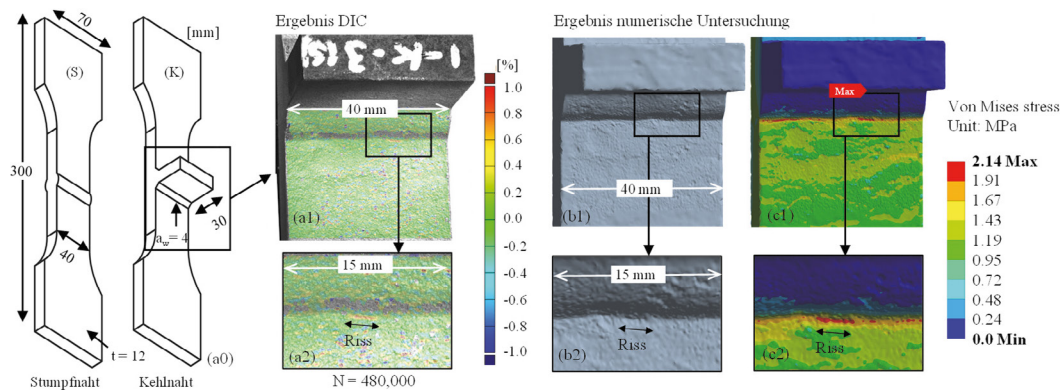 70
[mm]
(S)
(K)
300
30
a_w = 4
40
t = 12
(a0)
Stumpfnaht
Kehlnaht
Ergebnis DIC
[%]
1.0
0.8
0.6
0.4
0.2
0.0
-0.2
-0.4
-0.6
-0.8
-1.0
40 mm
(a1)
15 mm
Riss
(a2)
N = 480,000
Ergebnis numerische Untersuchung
40 mm
(b1)
15 mm
Riss
(b2)
Max
(c1)
Riss
(c2)
Von Mises stress
Unit: MPa
2.14 Max
1.91
1.67
1.43
1.19
0.95
0.72
0.48
0.24
0.0 Min